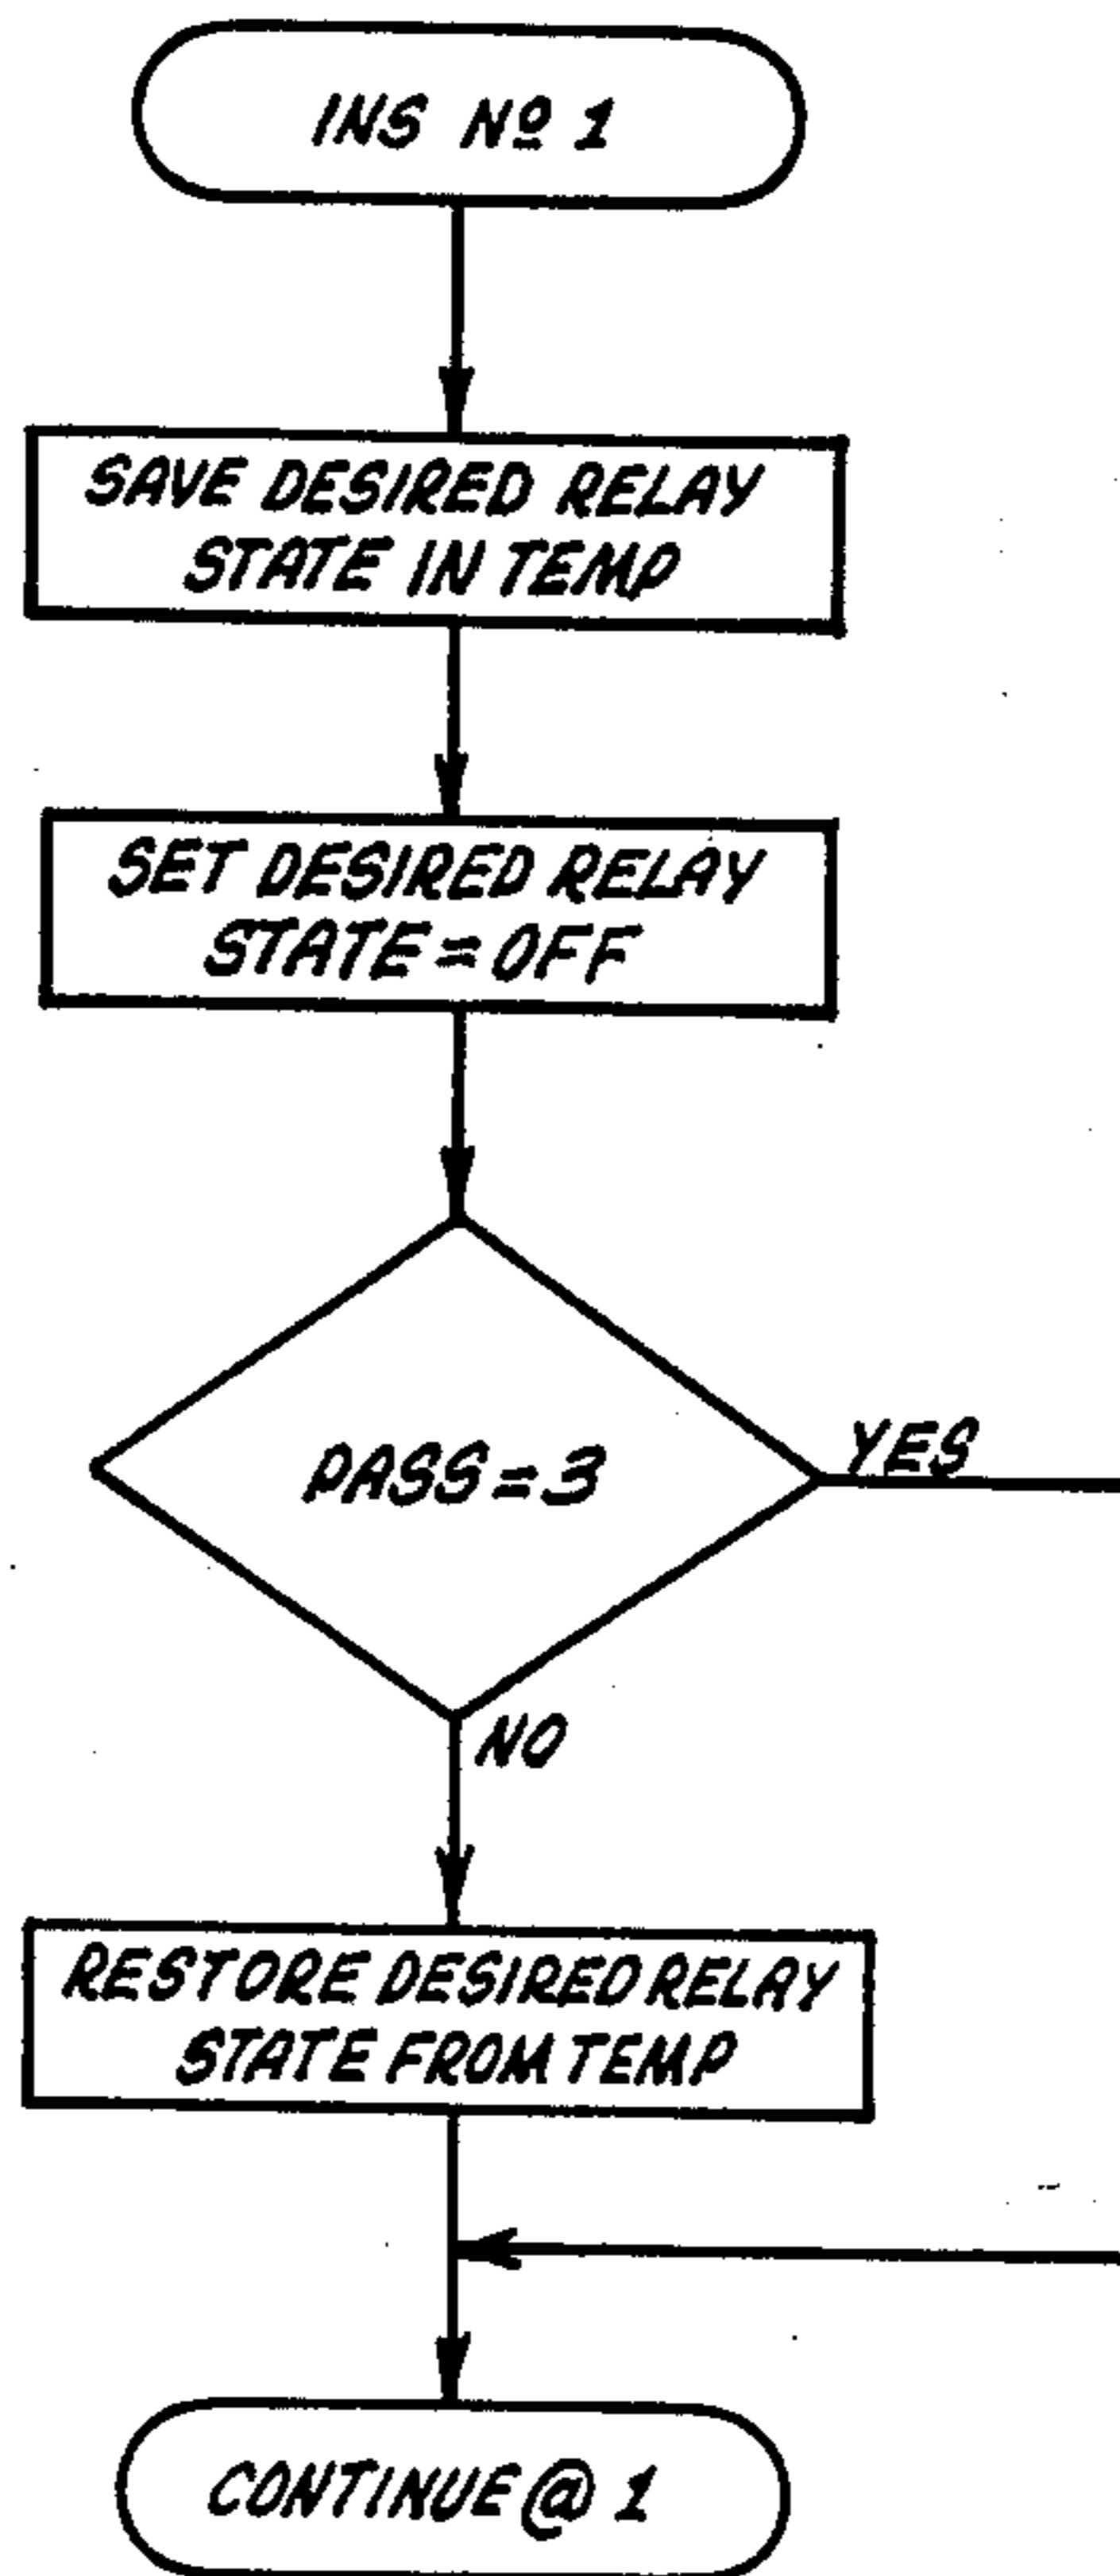 INS Nº 1
SAVE DESIRED RELAY
STATE IN TEMP
SET DESIRED RELAY
STATE = OFF
PASS = 3
YES
NO
RESTORE DESIRED RELAY
STATE FROM TEMP
CONTINUE @ 1